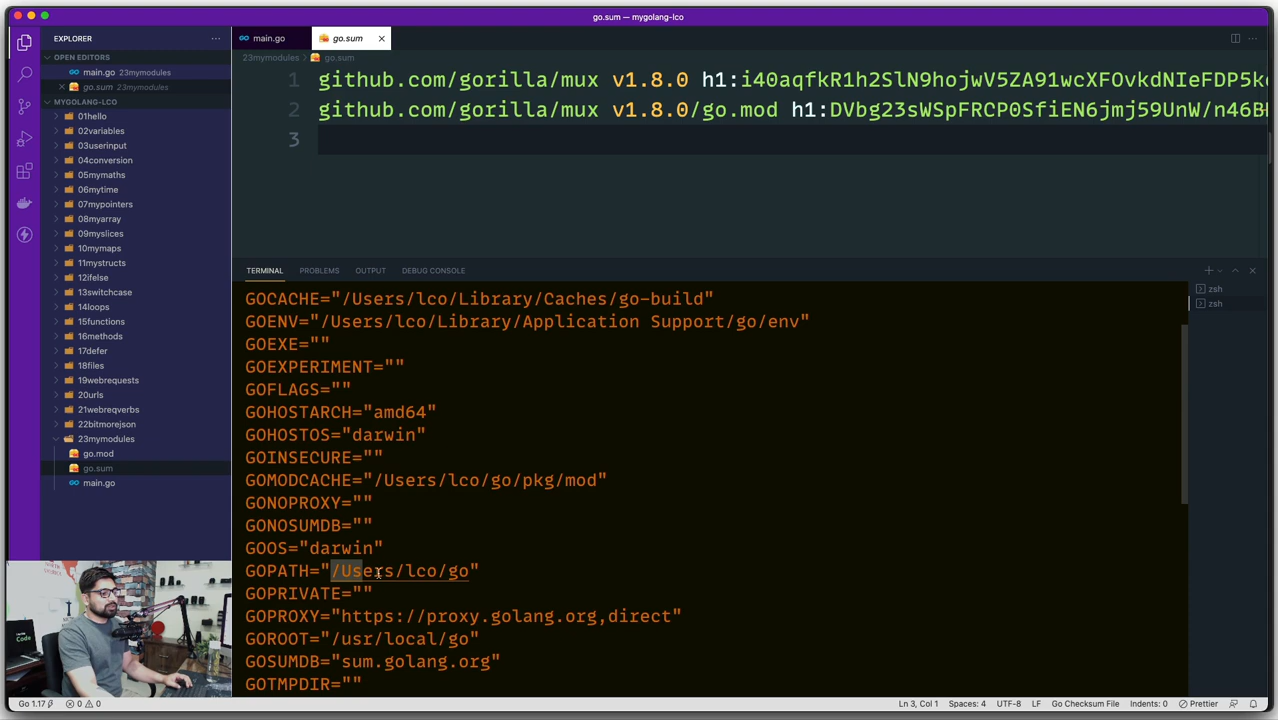 go.sum — mygolang-lco
EXPLORER
main.go
go.sum
OPEN EDITORS
main.go 23mymodules
go.sum 23mymodules
23mymodules > go.sum
MYGOLANG-LCO
01hello
02variables
03userinput
04conversion
05mymaths
06mytime
07mypointers
08myarray
09myslices
10mymaps
11mystructs
12ifelse
13switchcase
14loops
15functions
16methods
17defer
18files
19webrequests
20urls
21webreqverbs
22bitmorejson
23mymodules
go.mod
go.sum
main.go
1 github.com/gorilla/mux v1.8.0 h1:i40aqfkR1h2SlN9hojwV5ZA91wcXFOvkdNIeFDP5k
2 github.com/gorilla/mux v1.8.0/go.mod h1:DVbg23sWSpFRCP0SfiEN6jmj59UnW/n46B
3
TERMINAL PROBLEMS OUTPUT DEBUG CONSOLE
zsh
zsh
GOCACHE="/Users/lco/Library/Caches/go-build"
GOENV="/Users/lco/Library/Application Support/go/env"
GOEXE=""
GOEXPERIMENT=""
GOFLAGS=""
GOHOSTARCH="amd64"
GOHOSTOS="darwin"
GOINSECURE=""
GOMODCACHE="/Users/lco/go/pkg/mod"
GONOPROXY=""
GONOSUMDB=""
GOOS="darwin"
GOPATH="/Users/lco/go"
GOPRIVATE=""
GOPROXY="https://proxy.golang.org,direct"
GOROOT="/usr/local/go"
GOSUMDB="sum.golang.org"
GOTMPDIR=""
Go 1.17 0 0 Ln 3, Col 1 Spaces: 4 UTF-8 LF Go Checksum File Indents: 0 Prettier